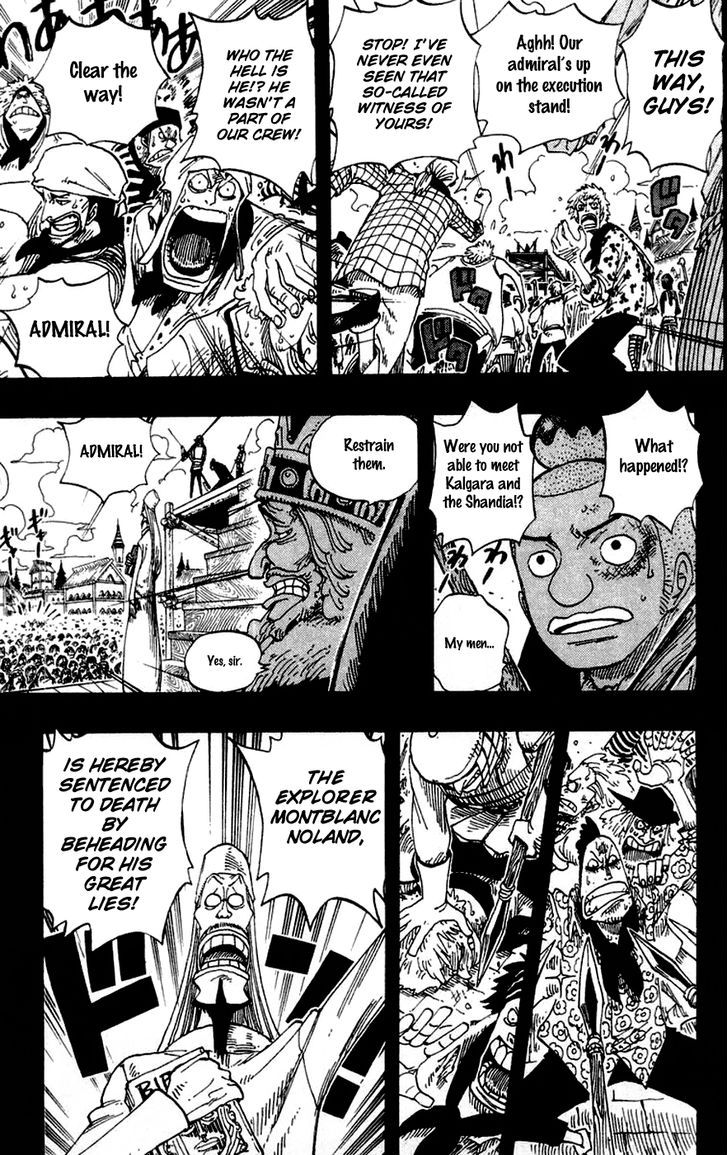 THIS
WAY,
GUYS!
Aghh! Our
admiral's up
on the execution
stand!
STOP! I'VE
NEVER EVEN
SEEN THAT
SO-CALLED
WITNESS OF
YOURS!
WHO THE
HELL IS
HE!? HE
WASN'T A
PART OF
OUR CREW!
Clear the
way!
ADMIRAL!
What
happened!?
Were you not
able to meet
Kalgara and
the Shandia!?
My men...
Restrain
them.
ADMIRAL!
Yes, sir.
THE
EXPLORER
MONTBLANC
NOLAND,
IS HEREBY
SENTENCED
TO DEATH
BY
BEHEADING
FOR HIS
GREAT
LIES!
ドン